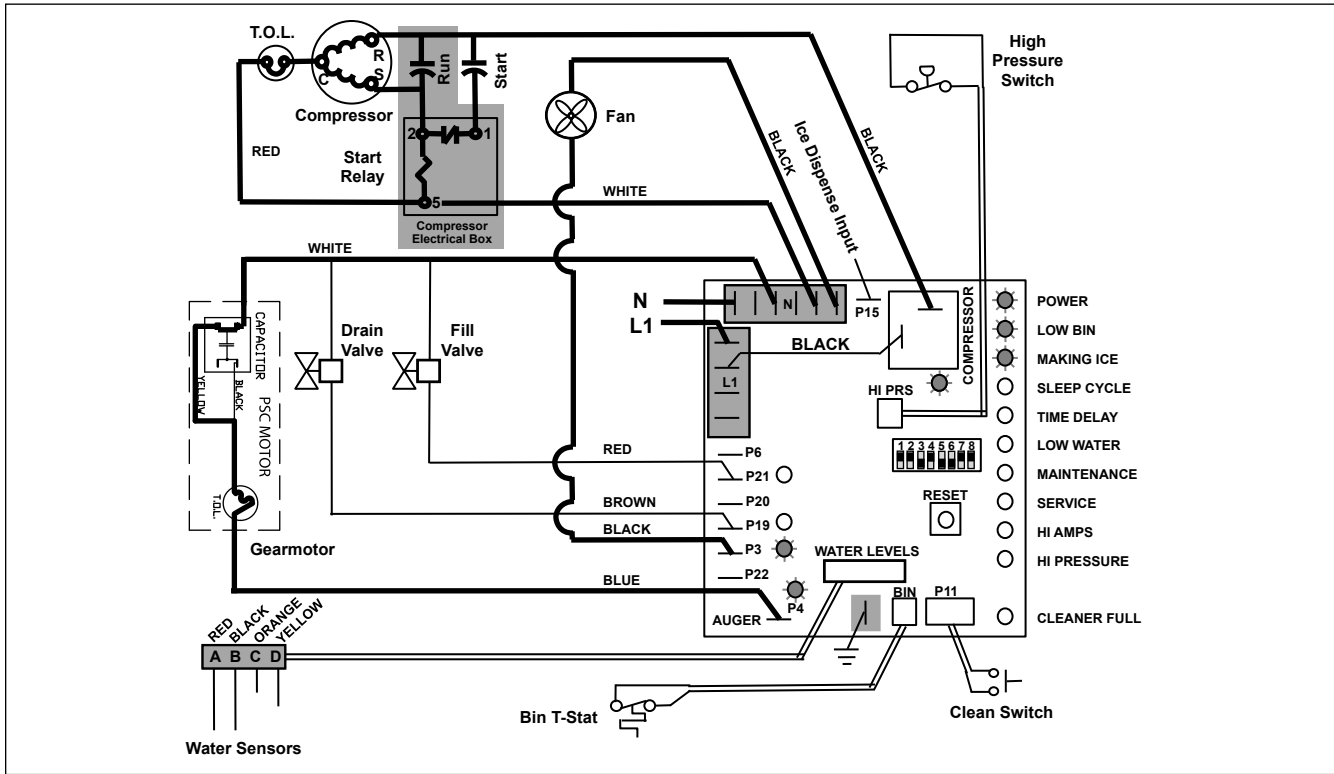 T.O.L.
R
S
C
Compressor
Run
Start
2
1
Start
Relay
5
Compressor
Electrical Box
RED
WHITE
Fan
BLACK
Ice Dispense Input
BLACK
High
Pressure
Switch
WHITE
CAPACITOR
YELLOW
BLACK
PSC MOTOR
T.O.L.
Gearmotor
Drain
Valve
Fill
Valve
N
L1
N
P15
L1
BLACK
COMPRESSOR
HI PRS
1 2 3 4 5 6 7 8
RESET
POWER
LOW BIN
MAKING ICE
SLEEP CYCLE
TIME DELAY
LOW WATER
MAINTENANCE
SERVICE
HI AMPS
HI PRESSURE
CLEANER FULL
P6
RED
P21
P20
BROWN
P19
BLACK
P3
P22
BLUE
P4
AUGER
WATER LEVELS
BIN
P11
RED
BLACK
ORANGE
YELLOW
A B C D
Water Sensors
Bin T-Stat
Clean Switch